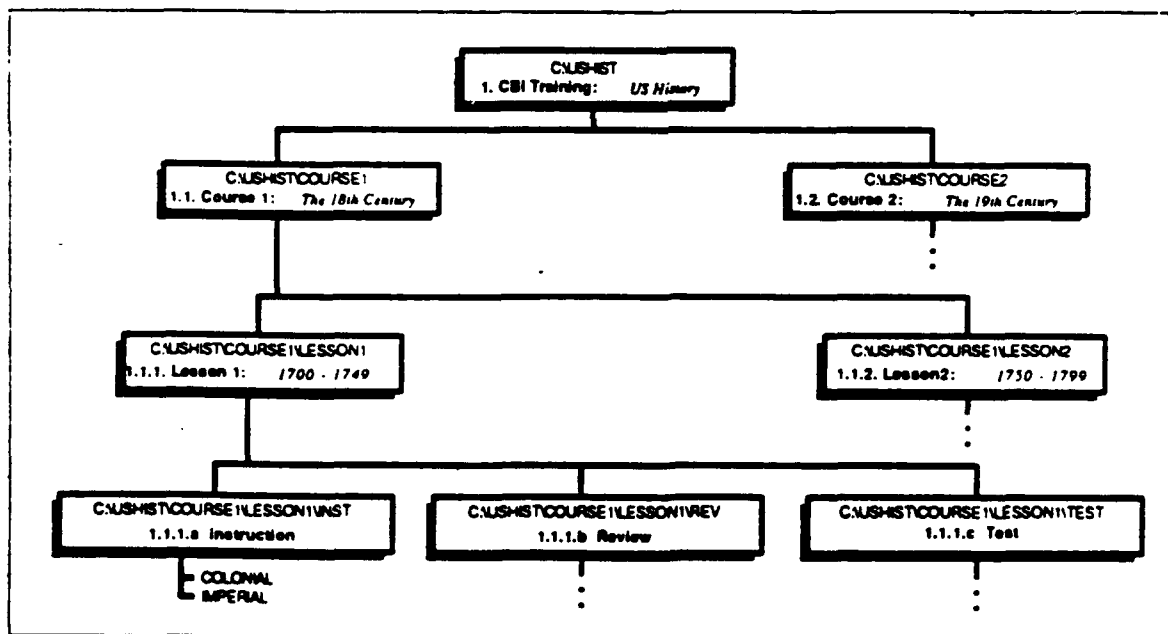 C:\USHIST
1. CBI Training: US History
C:\USHIST\COURSE1
1.1. Course 1: The 18th Century
C:\USHIST\COURSE2
1.2. Course 2: The 19th Century
C:\USHIST\COURSE1\LESSON1
1.1.1. Lesson 1: 1700 - 1749
C:\USHIST\COURSE1\LESSON2
1.1.2. Lesson2: 1750 - 1799
C:\USHIST\COURSE1\LESSON1\INST
1.1.1.a Instruction
C:\USHIST\COURSE1\LESSON1\REV
1.1.1.b Review
C:\USHIST\COURSE1\LESSON1\TEST
1.1.1.c Test
COLONIAL
IMPERIAL